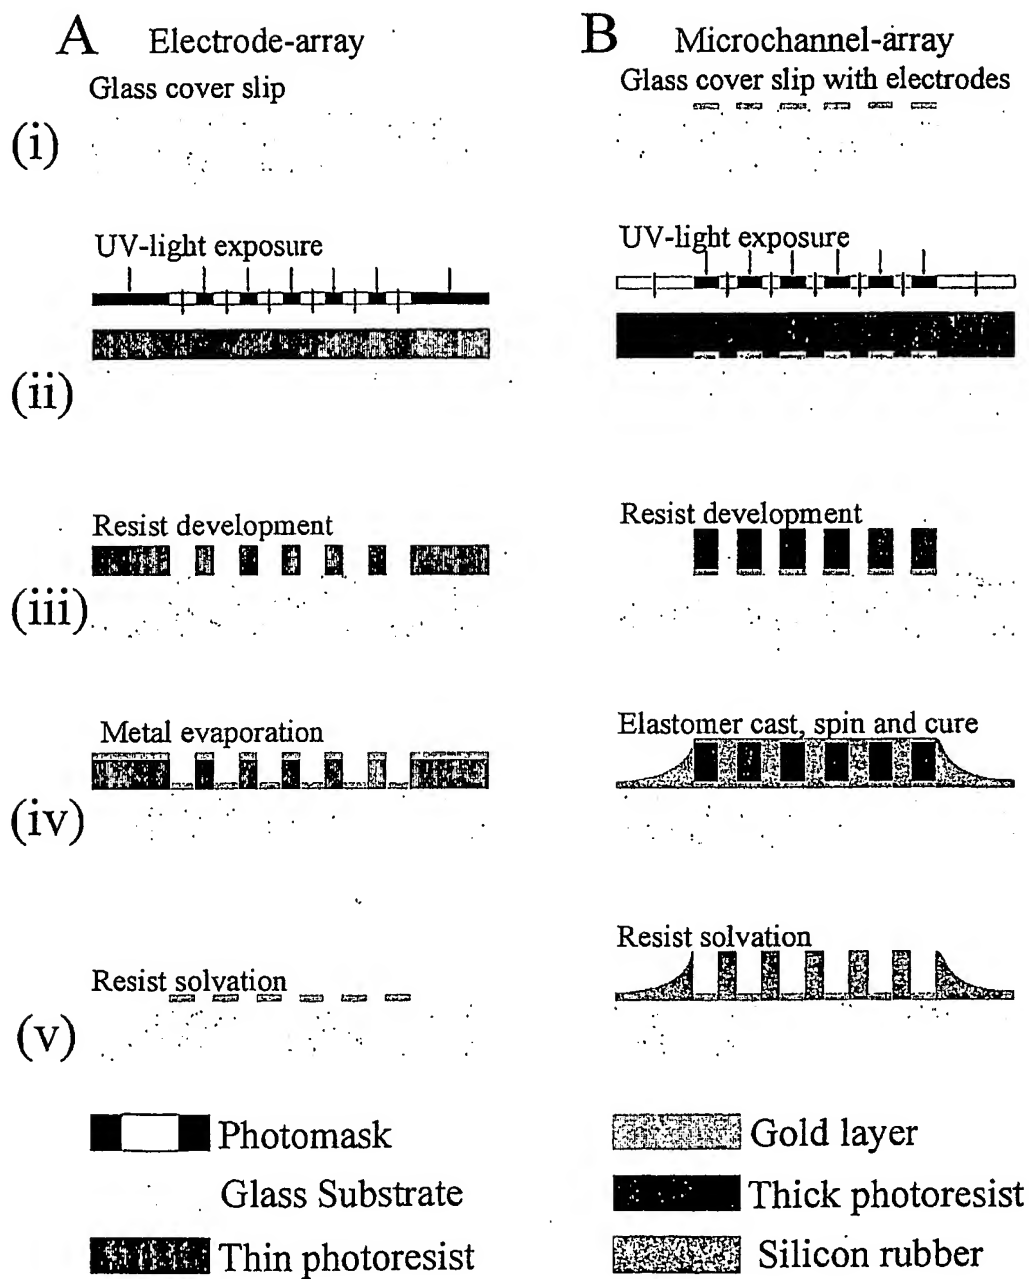 A Electrode-array
Glass cover slip
(i)
UV-light exposure
(ii)
Resist development
(iii)
Metal evaporation
(iv)
Resist solvation
(v)
B Microchannel-array
Glass cover slip with electrodes
UV-light exposure
Resist development
Elastomer cast, spin and cure
Resist solvation
Photomask
Glass Substrate
Thin photoresist
Gold layer
Thick photoresist
Silicon rubber